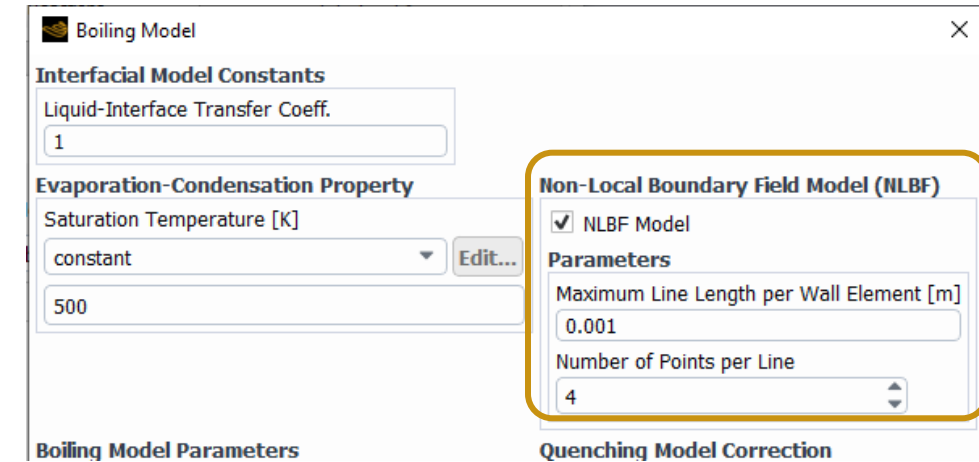 Boiling Model
Interfacial Model Constants
Liquid-Interface Transfer Coeff.
1
Evaporation-Condensation Property
Saturation Temperature [K]
constant
Edit...
500
Non-Local Boundary Field Model (NLBF)
NLBF Model
Parameters
Maximum Line Length per Wall Element [m]
0.001
Number of Points per Line
4
Boiling Model Parameters
Quenching Model Correction